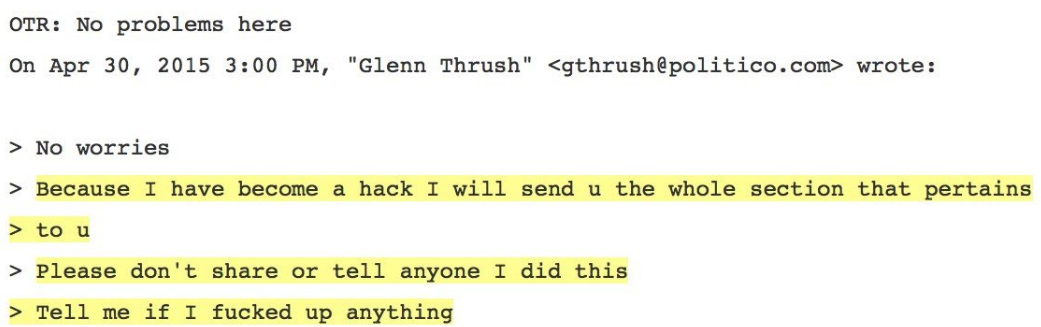 OTR: No problems here
On Apr 30, 2015 3:00 PM, "Glenn Thrush" <gthrush@politico.com> wrote:
> No worries
> Because I have become a hack I will send u the whole section that pertains
> to u
> Please don't share or tell anyone I did this
> Tell me if I fucked up anything